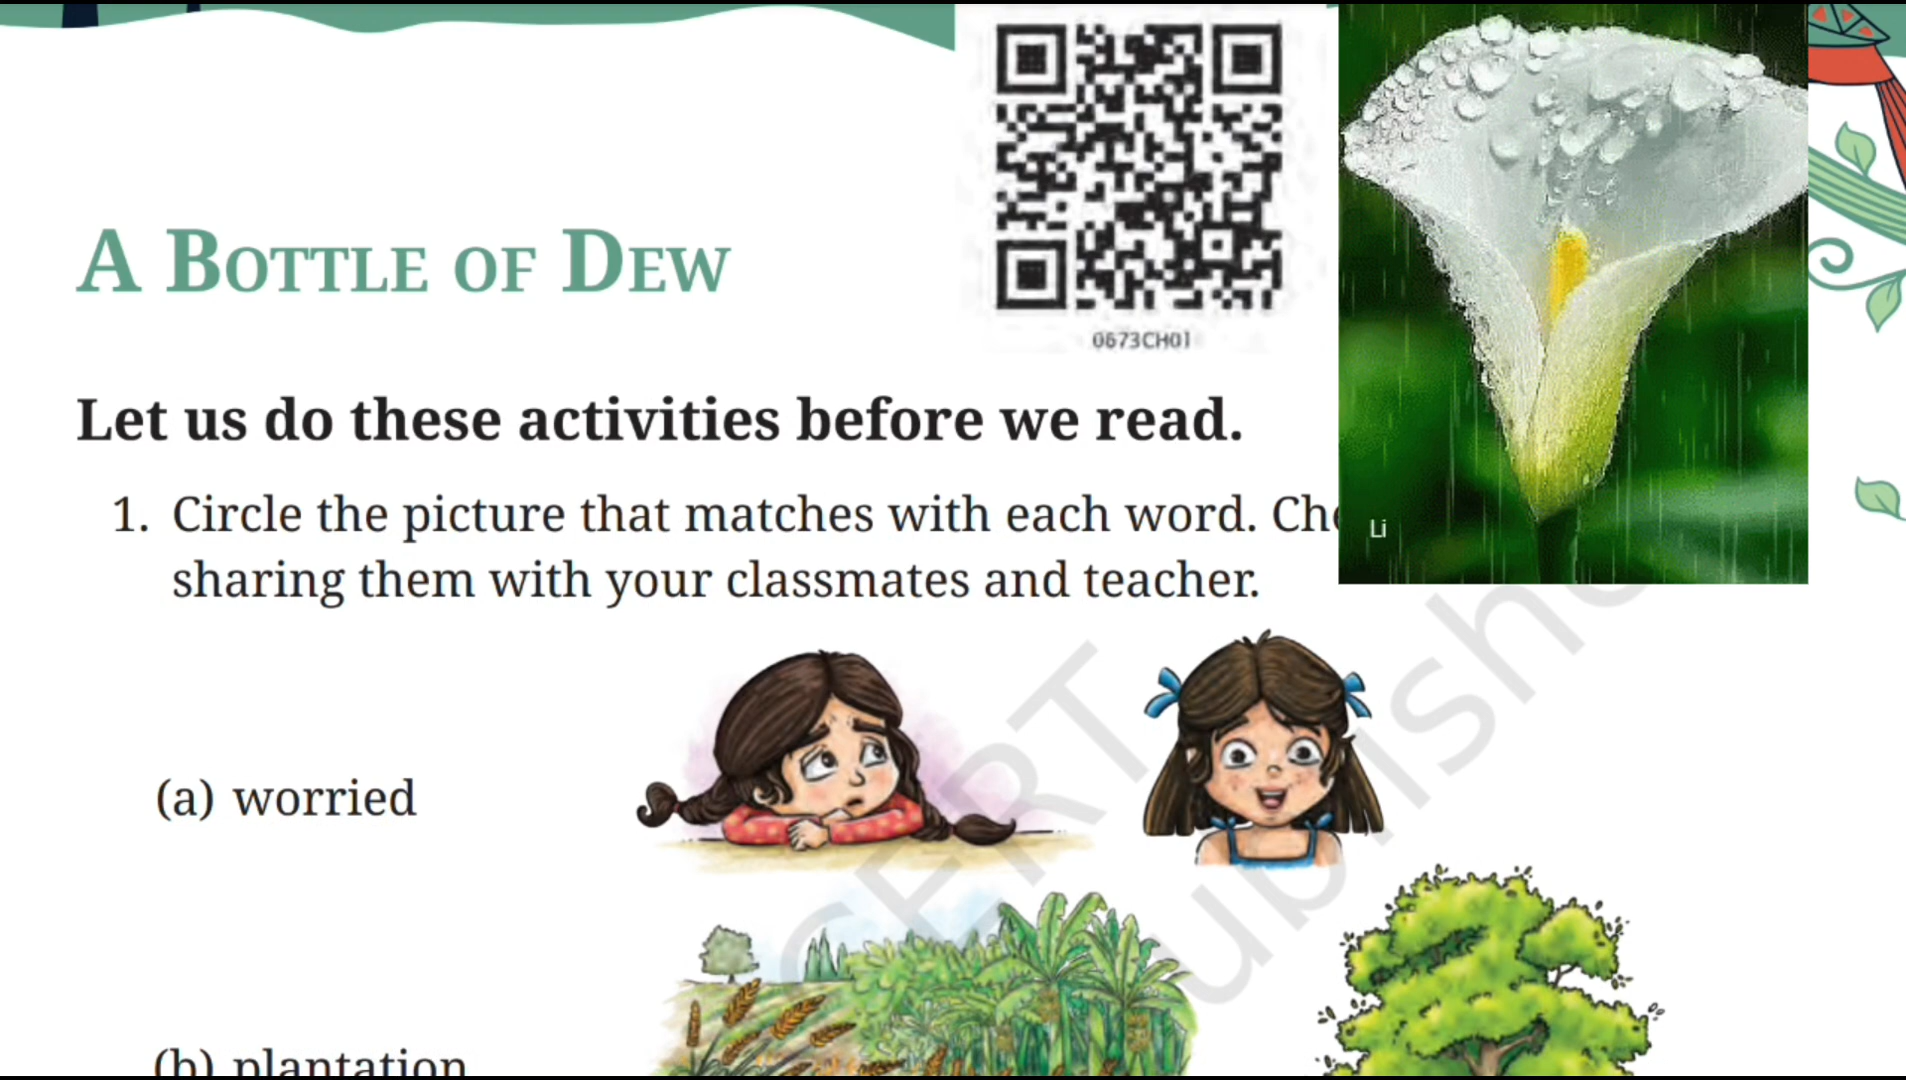 A Bottle of Dew
0673CH01
Let us do these activities before we read.
1. Circle the picture that matches with each word.
sharing them with your classmates and teacher.
Li
(a) worried
(b) plantation